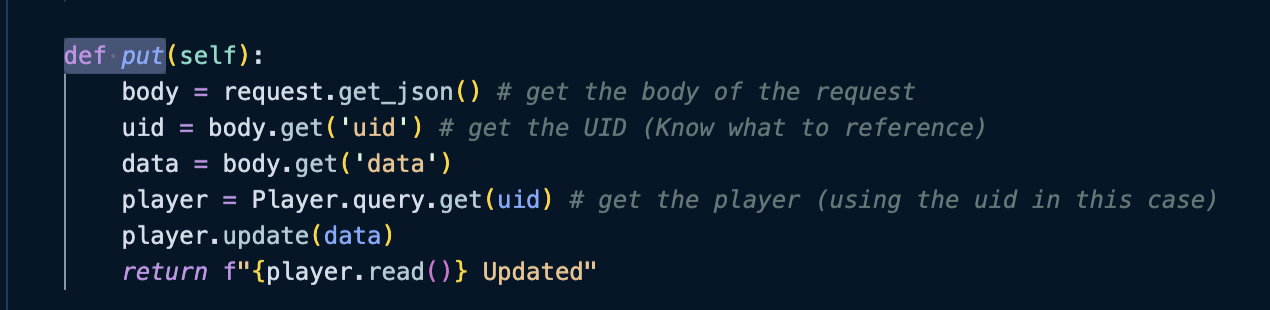 def put(self):
    body = request.get_json() # get the body of the request
    uid = body.get('uid') # get the UID (Know what to reference)
    data = body.get('data')
    player = Player.query.get(uid) # get the player (using the uid in this case)
    player.update(data)
    return f"{player.read()} Updated"